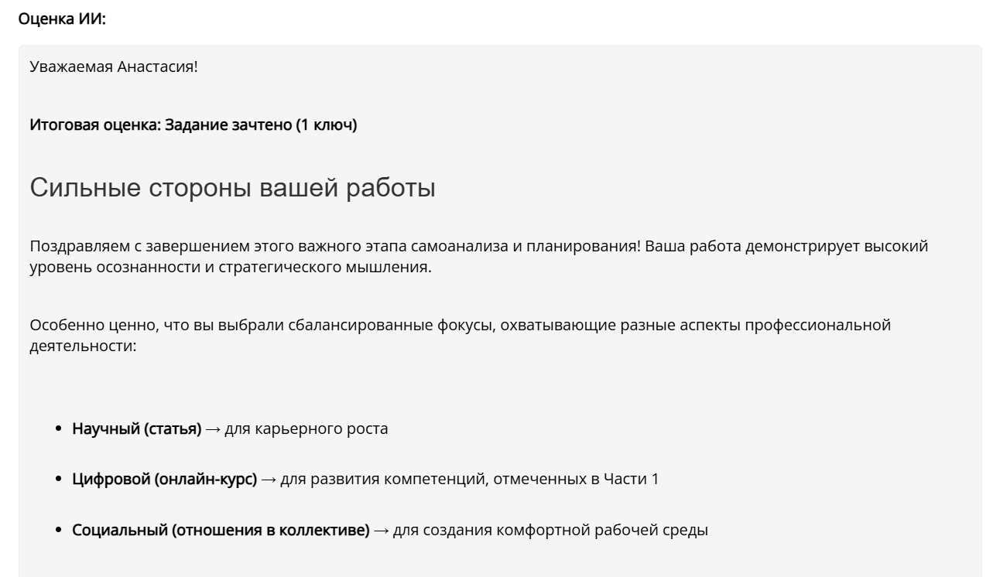 Оценка ИИ:
Уважаемая Анастасия!
Итоговая оценка: Задание зачтено (1 ключ)
Сильные стороны вашей работы
Поздравляем с завершением этого важного этапа самоанализа и планирования! Ваша работа демонстрирует высокий
уровень осознанности и стратегического мышления.
Особенно ценно, что вы выбрали сбалансированные фокусы, охватывающие разные аспекты профессиональной
деятельности:
• Научный (статья) → для карьерного роста
• Цифровой (онлайн-курс) → для развития компетенций, отмеченных в Части 1
• Социальный (отношения в коллективе) → для создания комфортной рабочей среды